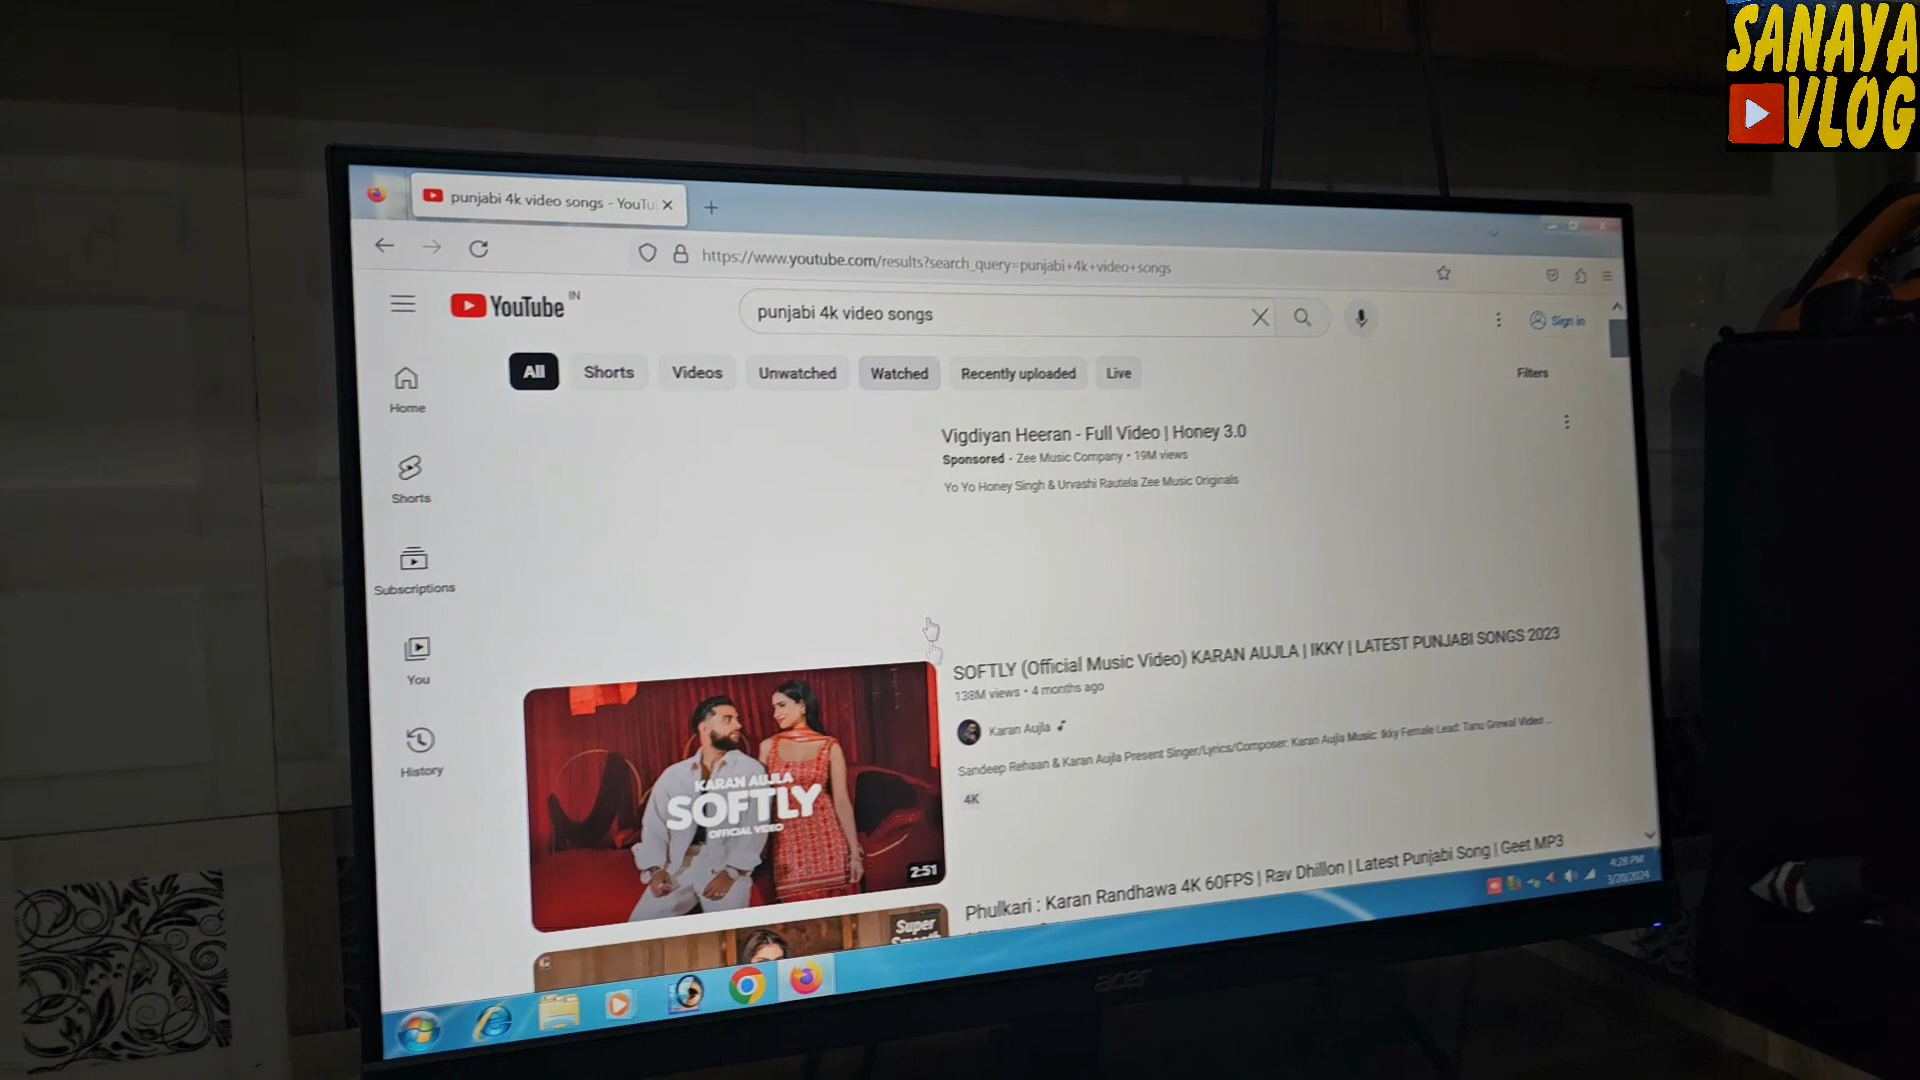 SANAYA
VLOG
punjabi 4k video songs - YouTu
https://www.youtube.com/results?search_query=punjabi+4k+video+songs
YouTube IN
punjabi 4k video songs
Sign in
All
Shorts
Videos
Unwatched
Watched
Recently uploaded
Live
Filters
Home
Shorts
Subscriptions
You
History
Vigdiyan Heeran - Full Video | Honey 3.0
Sponsored • Zee Music Company • 19M views
Yo Yo Honey Singh & Urvashi Rautela Zee Music Originals
KARAN AUJLA
SOFTLY
OFFICIAL VIDEO
2:51
SOFTLY (Official Music Video) KARAN AUJLA | IKKY | LATEST PUNJABI SONGS 2023
138M views • 4 months ago
Karan Aujla
Sandeep Rehaan & Karan Aujla Present Singer/Lyrics/Composer: Karan Aujla Music: Ikky Female Lead: Tanu Grewal Video ...
4K
Super
Phulkari : Karan Randhawa 4K 60FPS | Rav Dhillon | Latest Punjabi Song | Geet MP3
4:28 PM
3/20/2024
acer